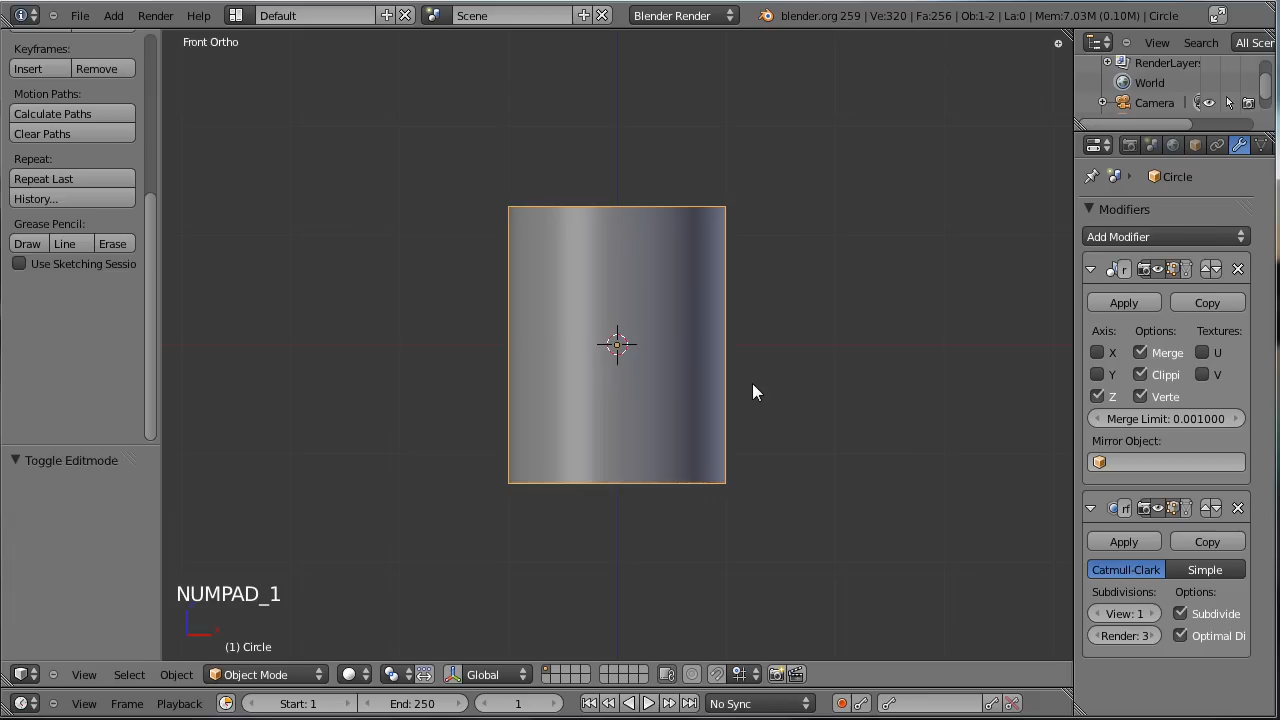 File Add Render Help Default Scene Blender Render blender.org 259 | Ve:320 | Fa:256 | Ob:1-2 | La:0 | Mem:7.03M (0.10M) | Circle
Front Ortho
View Search All Scen
RenderLayers
World
Camera
Keyframes:
Insert Remove
Motion Paths:
Calculate Paths
Clear Paths
Repeat:
Repeat Last
History...
Grease Pencil:
Draw Line Erase
Use Sketching Sessio
Toggle Editmode
NUMPAD_1
x
(1) Circle
Circle
Modifiers
Add Modifier
r
Apply Copy
Axis: Options: Textures:
X Merge U
Y Clippi V
Z Verte
Merge Limit: 0.001000
Mirror Object:
rf
Apply Copy
Catmull-Clark Simple
Subdivisions: Options:
View: 1 Subdivide
Render: 3 Optimal Di
View Select Object Object Mode Global
View Frame Playback Start: 1 End: 250 1 No Sync